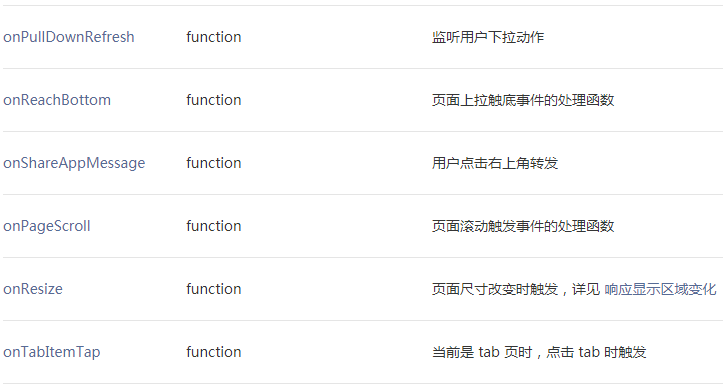 onPullDownRefresh function 监听用户下拉动作
onReachBottom function 页面上拉触底事件的处理函数
onShareAppMessage function 用户点击右上角转发
onPageScroll function 页面滚动触发事件的处理函数
onResize function 页面尺寸改变时触发，详见 响应显示区域变化
onTabItemTap function 当前是 tab 页时，点击 tab 时触发